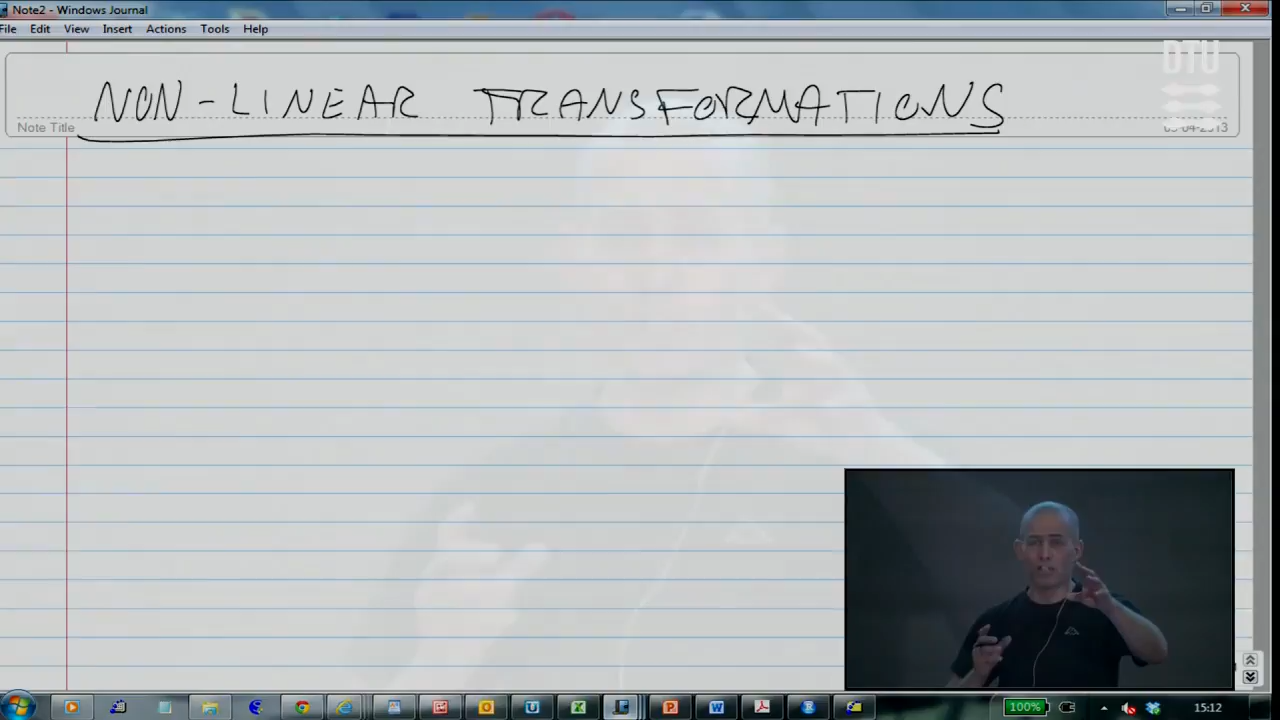 Note2 - Windows Journal
File Edit View Insert Actions Tools Help
DTU
NON-LINEAR TRANSFORMATIONS
Note Title
100%
15:12